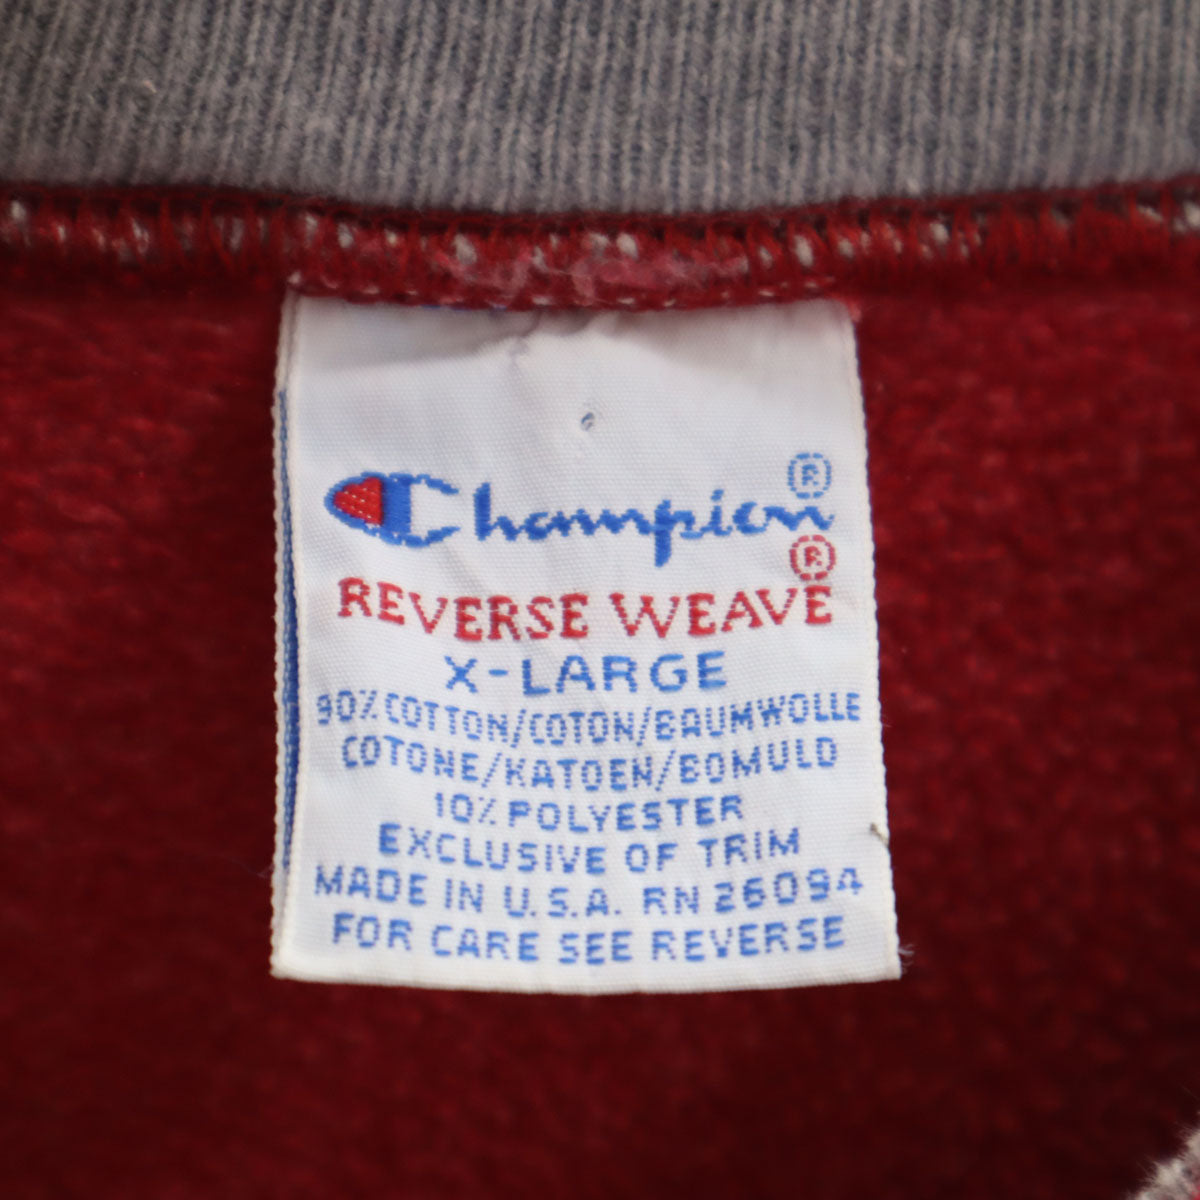 Champion®
REVERSE WEAVE®
X-LARGE
90% COTTON/COTON/BAUMWOLLE
COTONE/KATOEN/BOMULD
10% POLYESTER
EXCLUSIVE OF TRIM
MADE IN U.S.A. RN 26094
FOR CARE SEE REVERSE